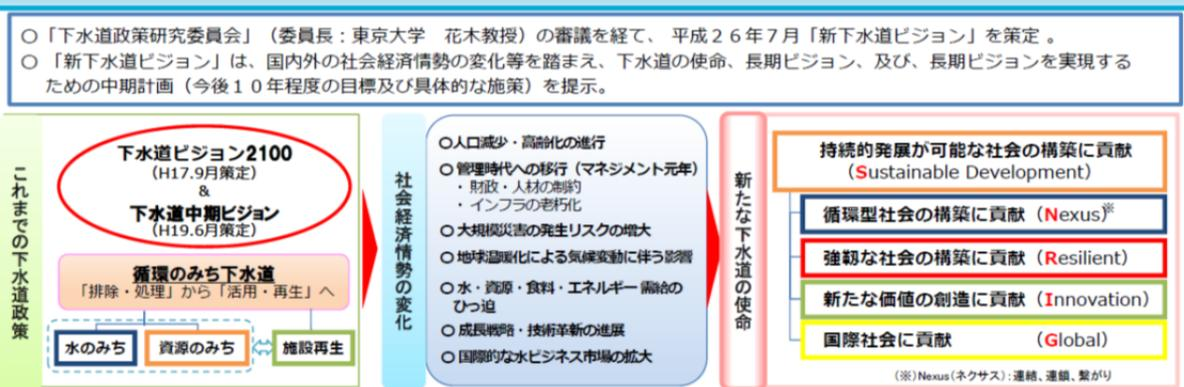 ○「下水道政策研究委員会」（委員長：東京大学　花木教授）の審議を経て、 平成２６年７月「新下水道ビジョン」を策定 。
○ 「新下水道ビジョン」は、国内外の社会経済情勢の変化等を踏まえ、下水道の使命、長期ビジョン、及び、長期ビジョンを実現する
ための中期計画（今後１０年程度の目標及び具体的な施策）を提示。
これまでの下水道政策
下水道ビジョン2100
（H17.9月策定）
&
下水道中期ビジョン
（H19.6月策定）
循環のみち下水道
「排除・処理」から「活用・再生」へ
水のみち
資源のみち
施設再生
社会経済情勢の変化
○人口減少・高齢化の進行
○管理時代への移行（マネジメント元年）
・財政・人材の制約
・インフラの老朽化
○大規模災害の発生リスクの増大
○地球温暖化による気候変動に伴う影響
○水・資源・食料・エネルギー需給の
ひっ迫
○成長戦略・技術革新の進展
○国際的な水ビジネス市場の拡大
新たな下水道の使命
持続的発展が可能な社会の構築に貢献
（Sustainable Development）
循環型社会の構築に貢献（Nexus）※
強靱な社会の構築に貢献（Resilient）
新たな価値の創造に貢献（Innovation）
国際社会に貢献　　　　（Global）
（※）Nexus（ネクサス）：連結、連鎖、繋がり